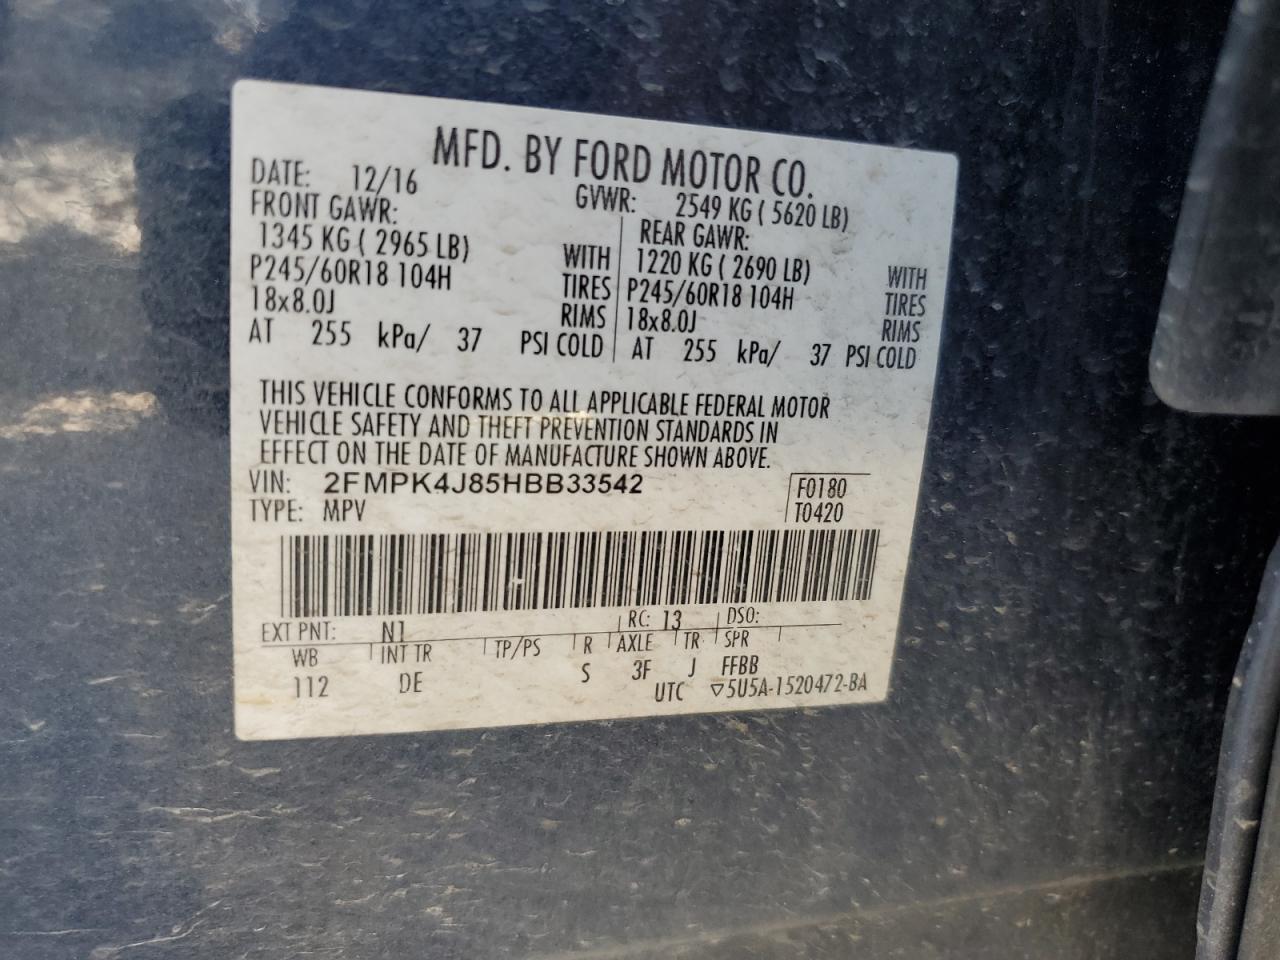 MFD. BY FORD MOTOR CO.
DATE: 12/16 GVWR: 2549 KG ( 5620 LB)
FRONT GAWR: REAR GAWR:
1345 KG ( 2965 LB) WITH 1220 KG ( 2690 LB) WITH
P245/60R18 104H TIRES P245/60R18 104H TIRES
18x8.0J RIMS 18x8.0J RIMS
AT 255 kPa/ 37 PSI COLD AT 255 kPa/ 37 PSI COLD
THIS VEHICLE CONFORMS TO ALL APPLICABLE FEDERAL MOTOR
VEHICLE SAFETY AND THEFT PREVENTION STANDARDS IN
EFFECT ON THE DATE OF MANUFACTURE SHOWN ABOVE.
VIN: 2FMPK4J85HBB33542 F0180
TYPE: MPV T0420
EXT PNT: N1 RC: 13 DSO:
WB INT TR TP/PS R AXLE TR SPR
112 DE S 3F J FFBB
UTC ▽5U5A-1520472-BA